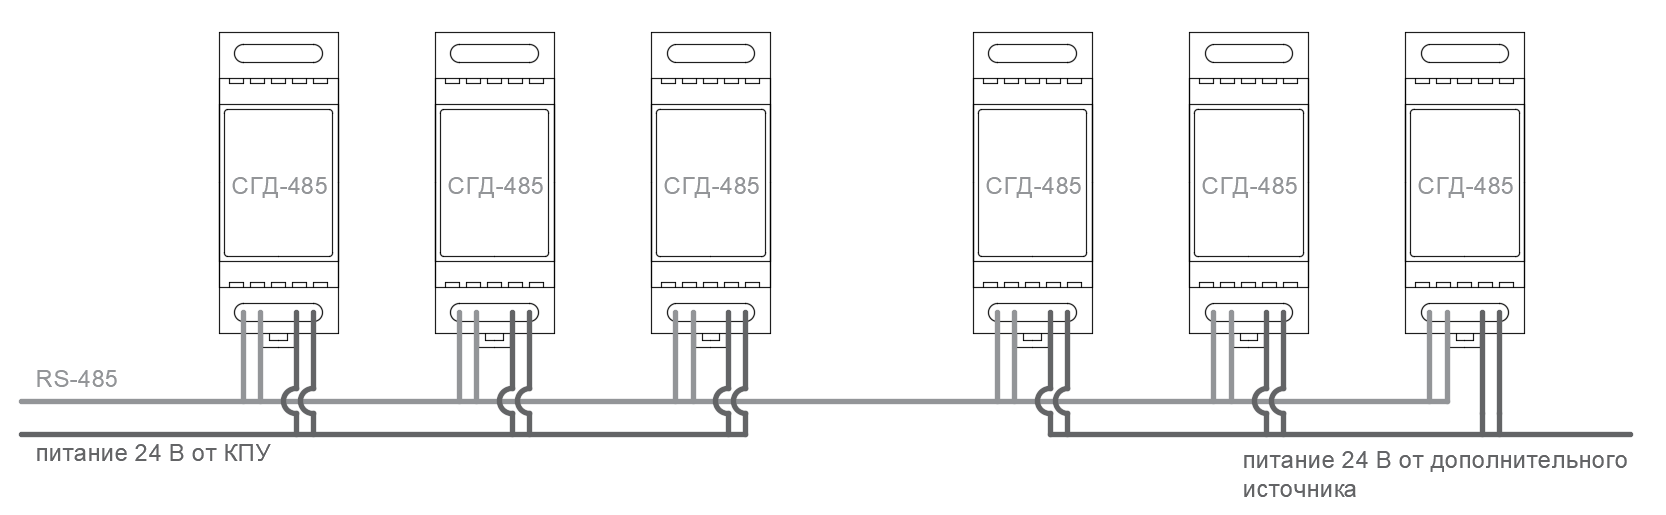 СГД-485
СГД-485
СГД-485
СГД-485
СГД-485
СГД-485
RS-485
питание 24 В от КПУ
питание 24 В от дополнительного
источника